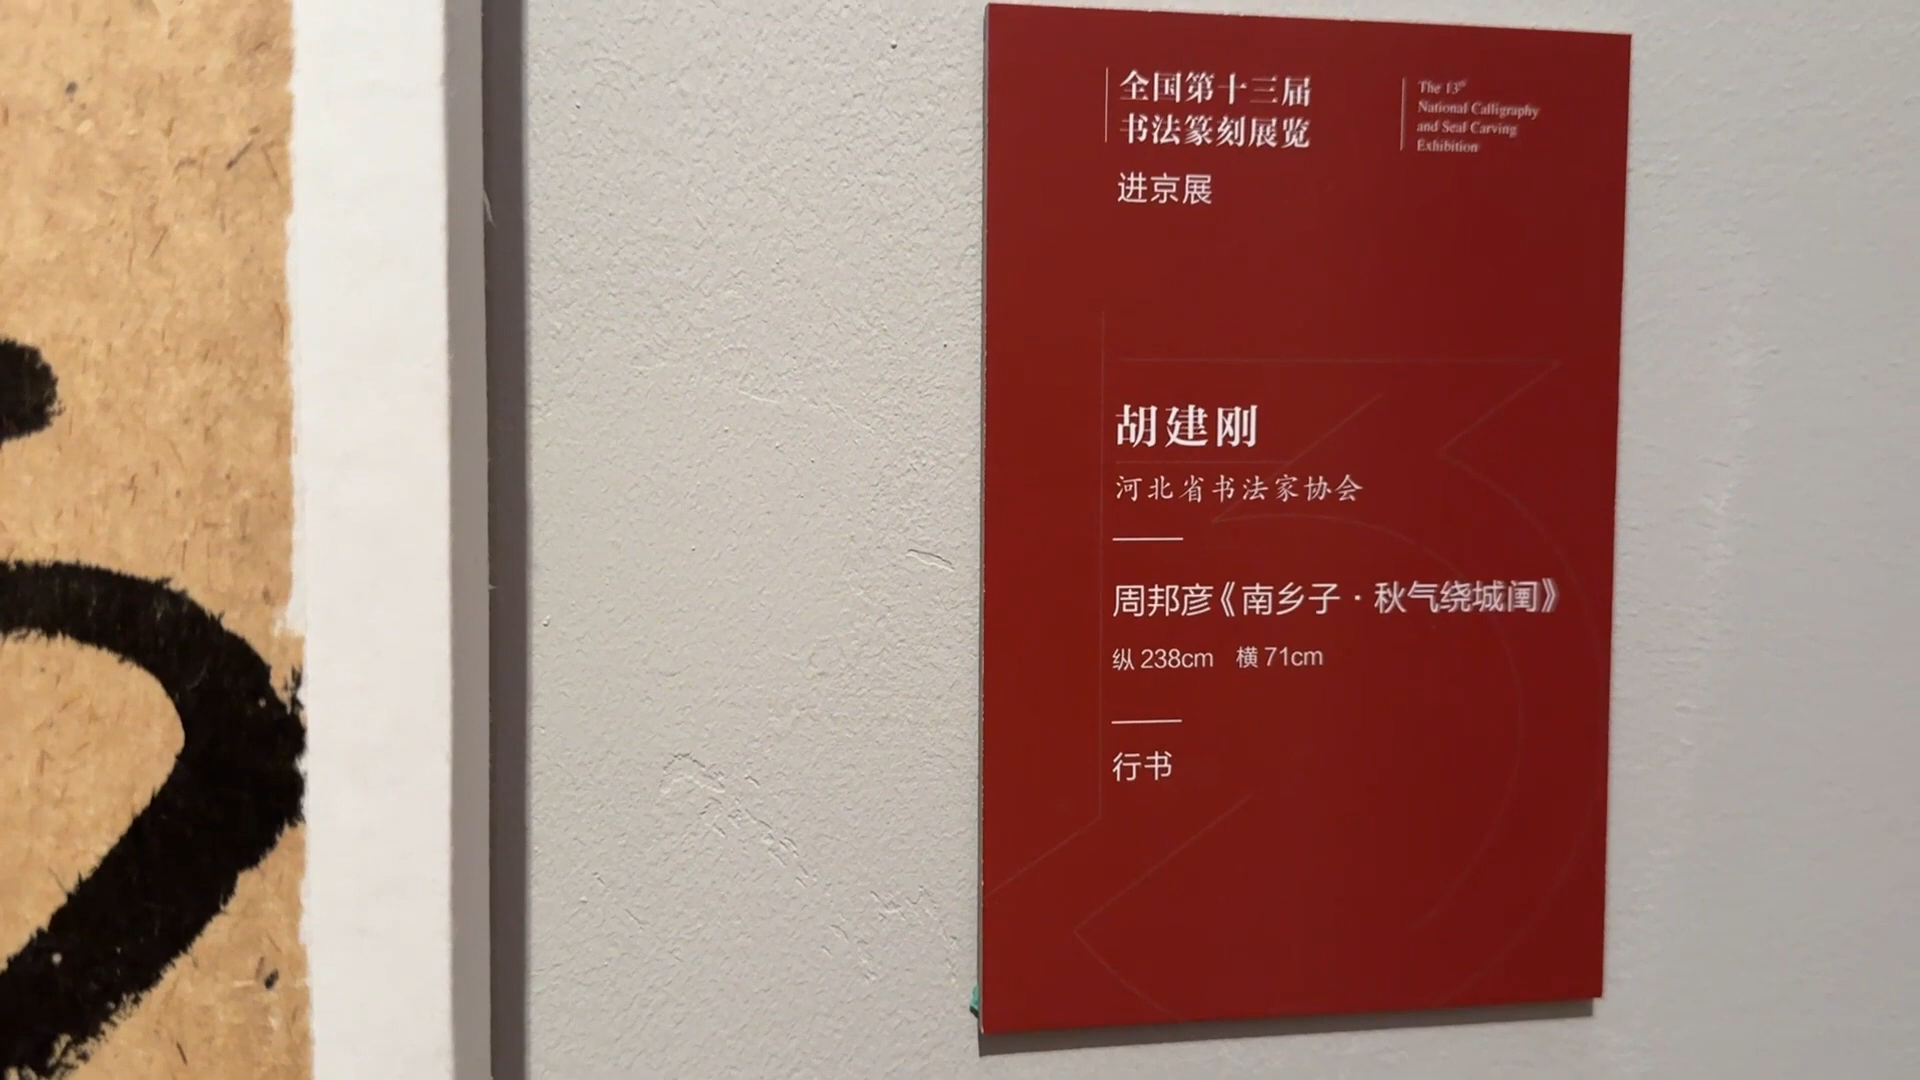 全国第十三届
书法篆刻展览
进京展
The 13th
National Calligraphy
and Seal Carving
Exhibition
胡建刚
河北省书法家协会
周邦彦《南乡子·秋气绕城闉》
纵 238cm 横 71cm
行书